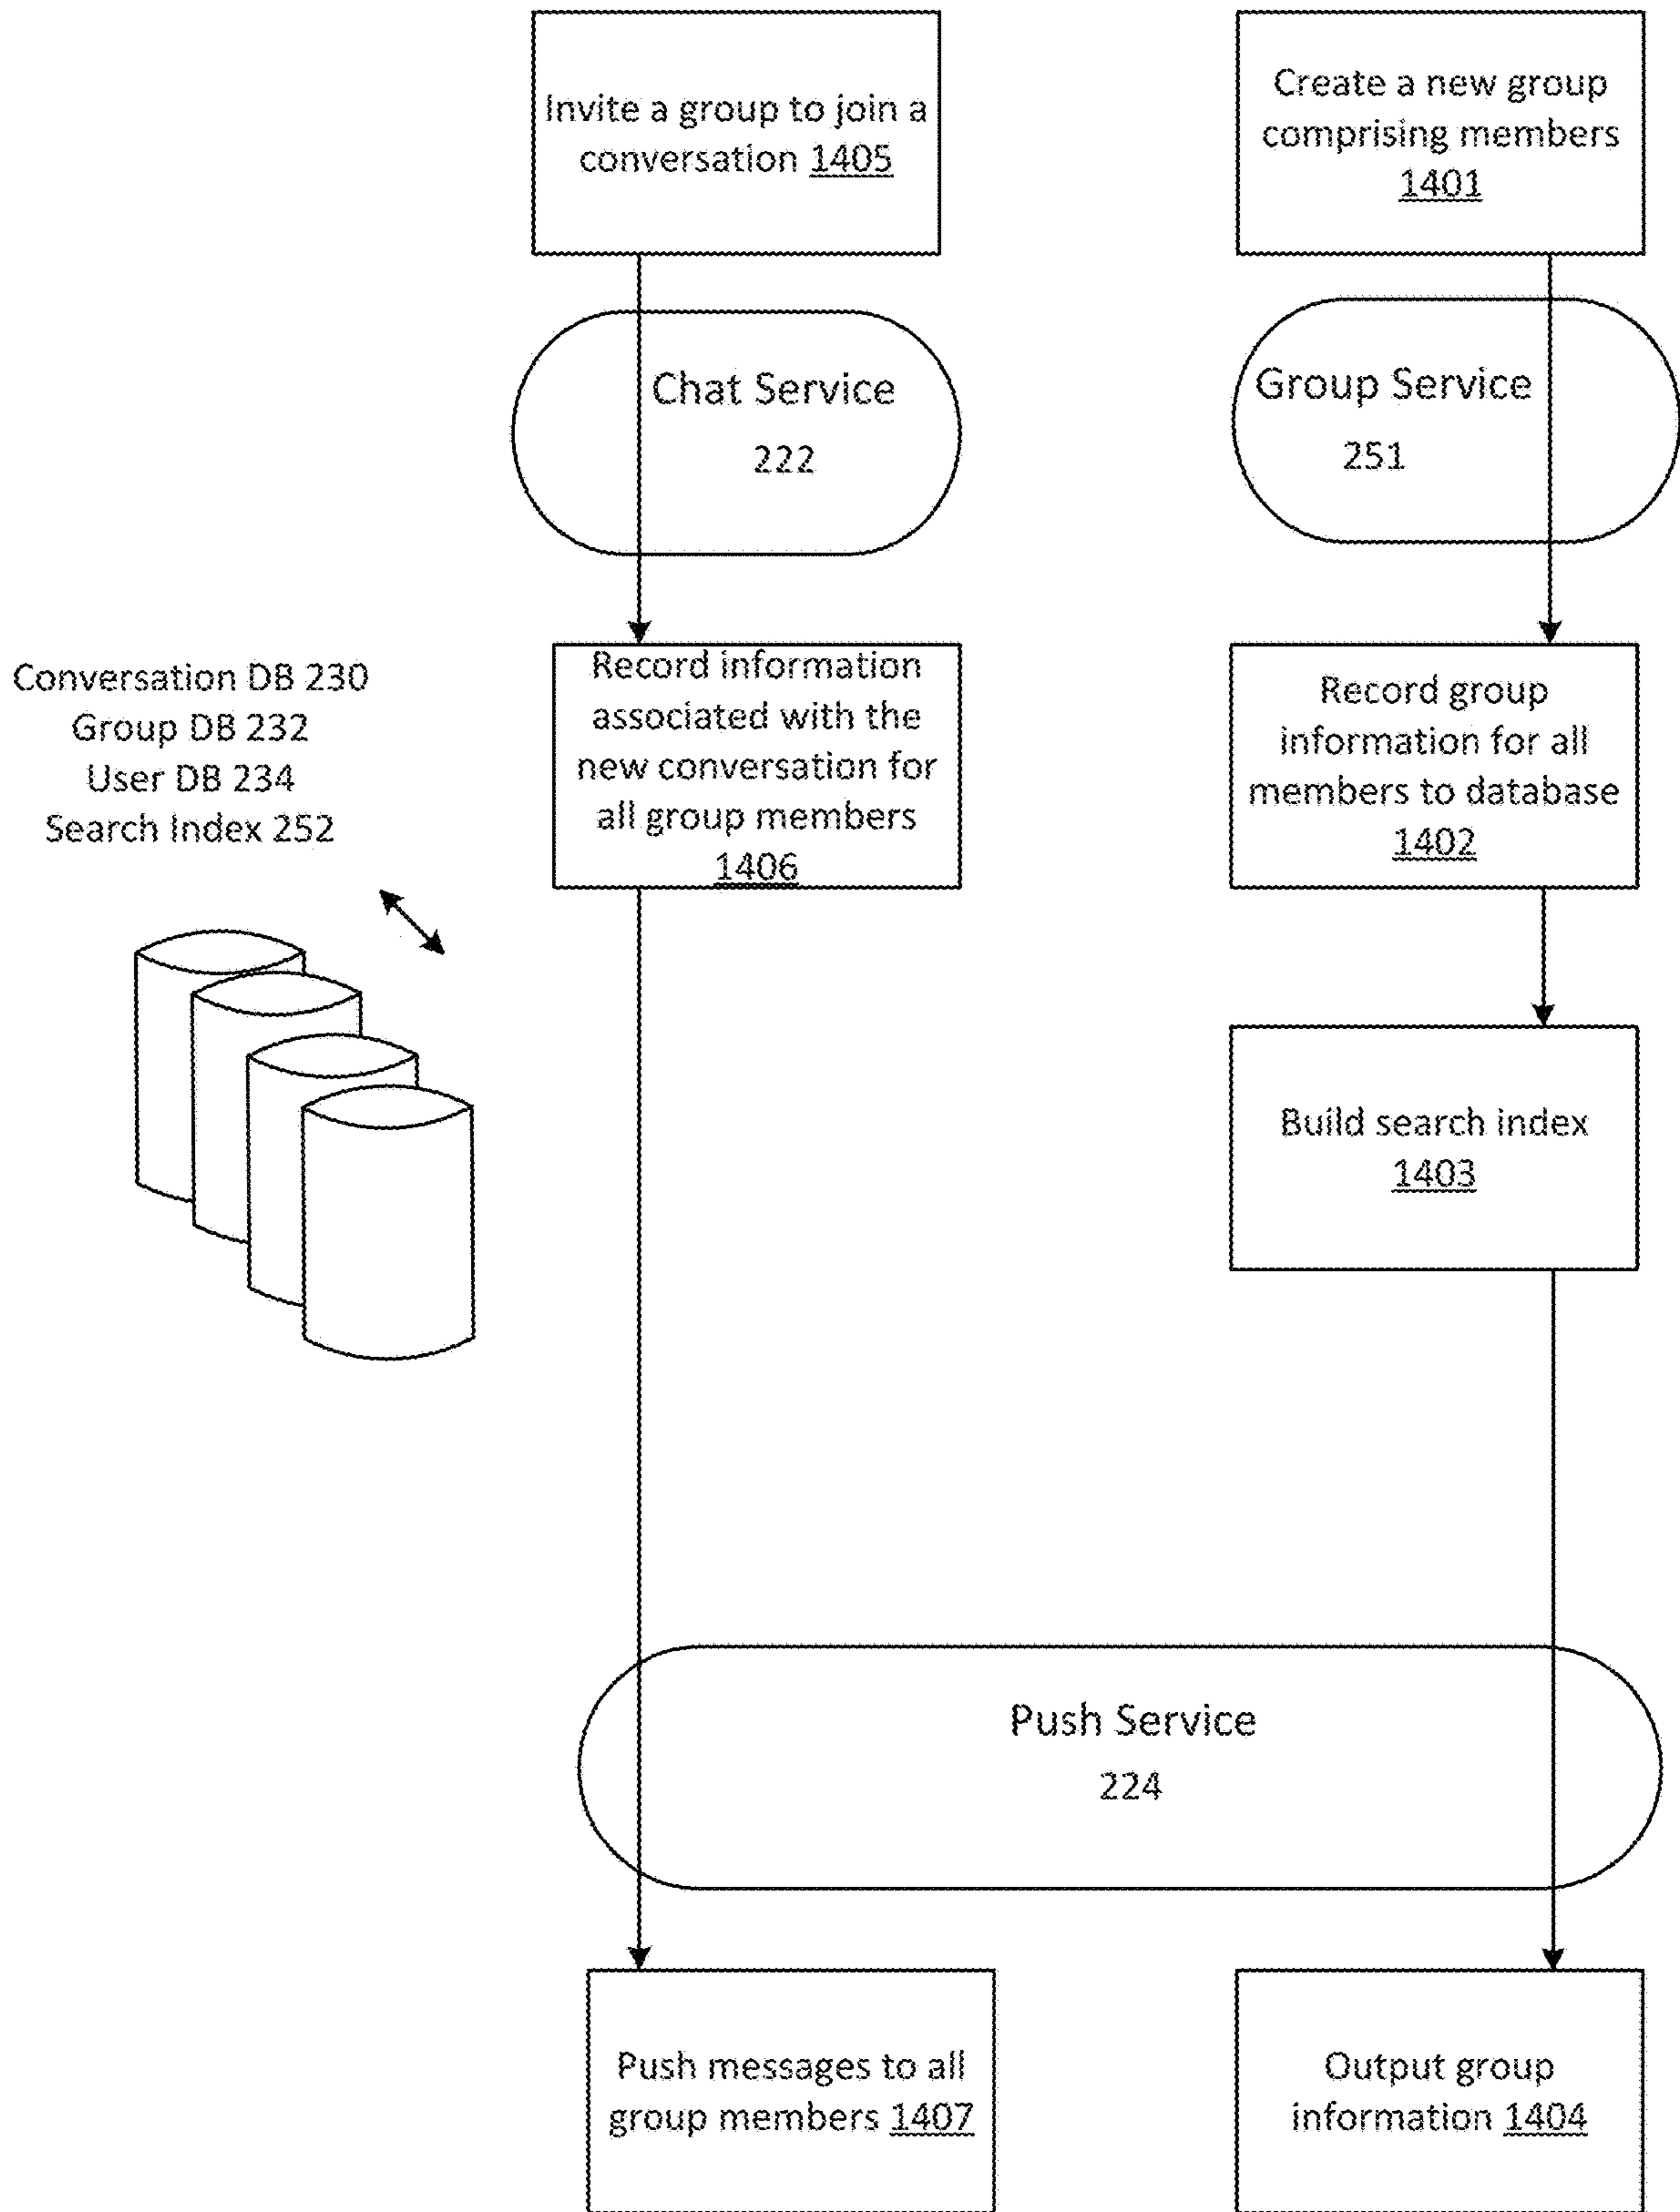 Invite a group to join a
conversation 1405
Create a new group
comprising members
1401
Chat Service
222
Group Service
251
Conversation DB 230
Group DB 232
User DB 234
Search Index 252
Record information
associated with the
new conversation for
all group members
1406
Record group
information for all
members to database
1402
Build search index
1403
Push Service
224
Push messages to all
group members 1407
Output group
information 1404